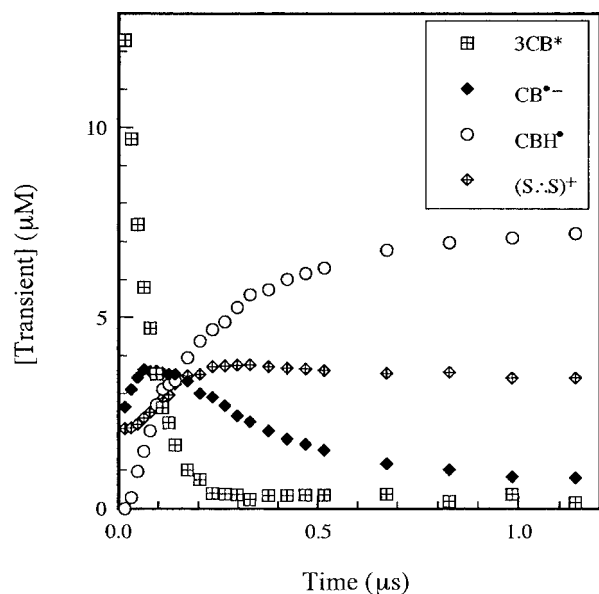 3CB*
CB•−
CBH•
(S∴S)+
10
5
0
0.0
0.5
1.0
[Transient] (μM)
Time (μs)